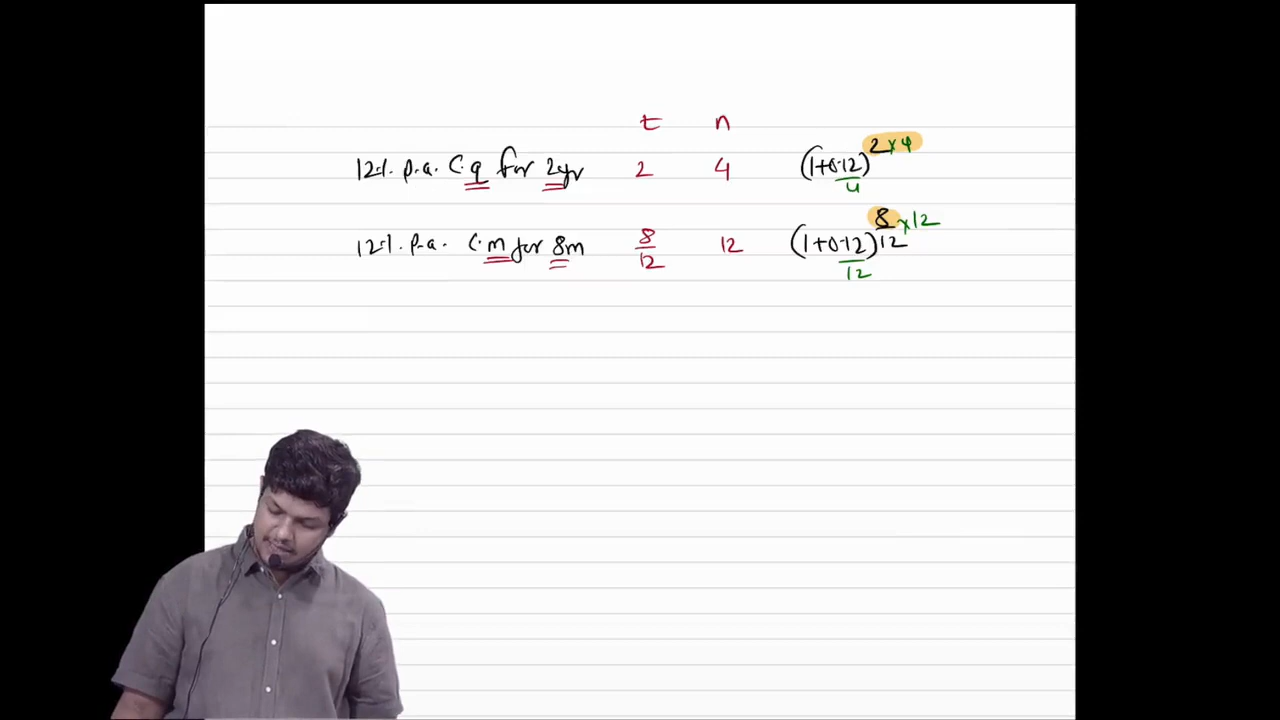 t n
12%. p.a. C.q for 2yr 2 4 (1+0.12/4)^2×4
12%. p.a. C.m for 8m 8/12 12 (1+0.12/12)^8/12×12